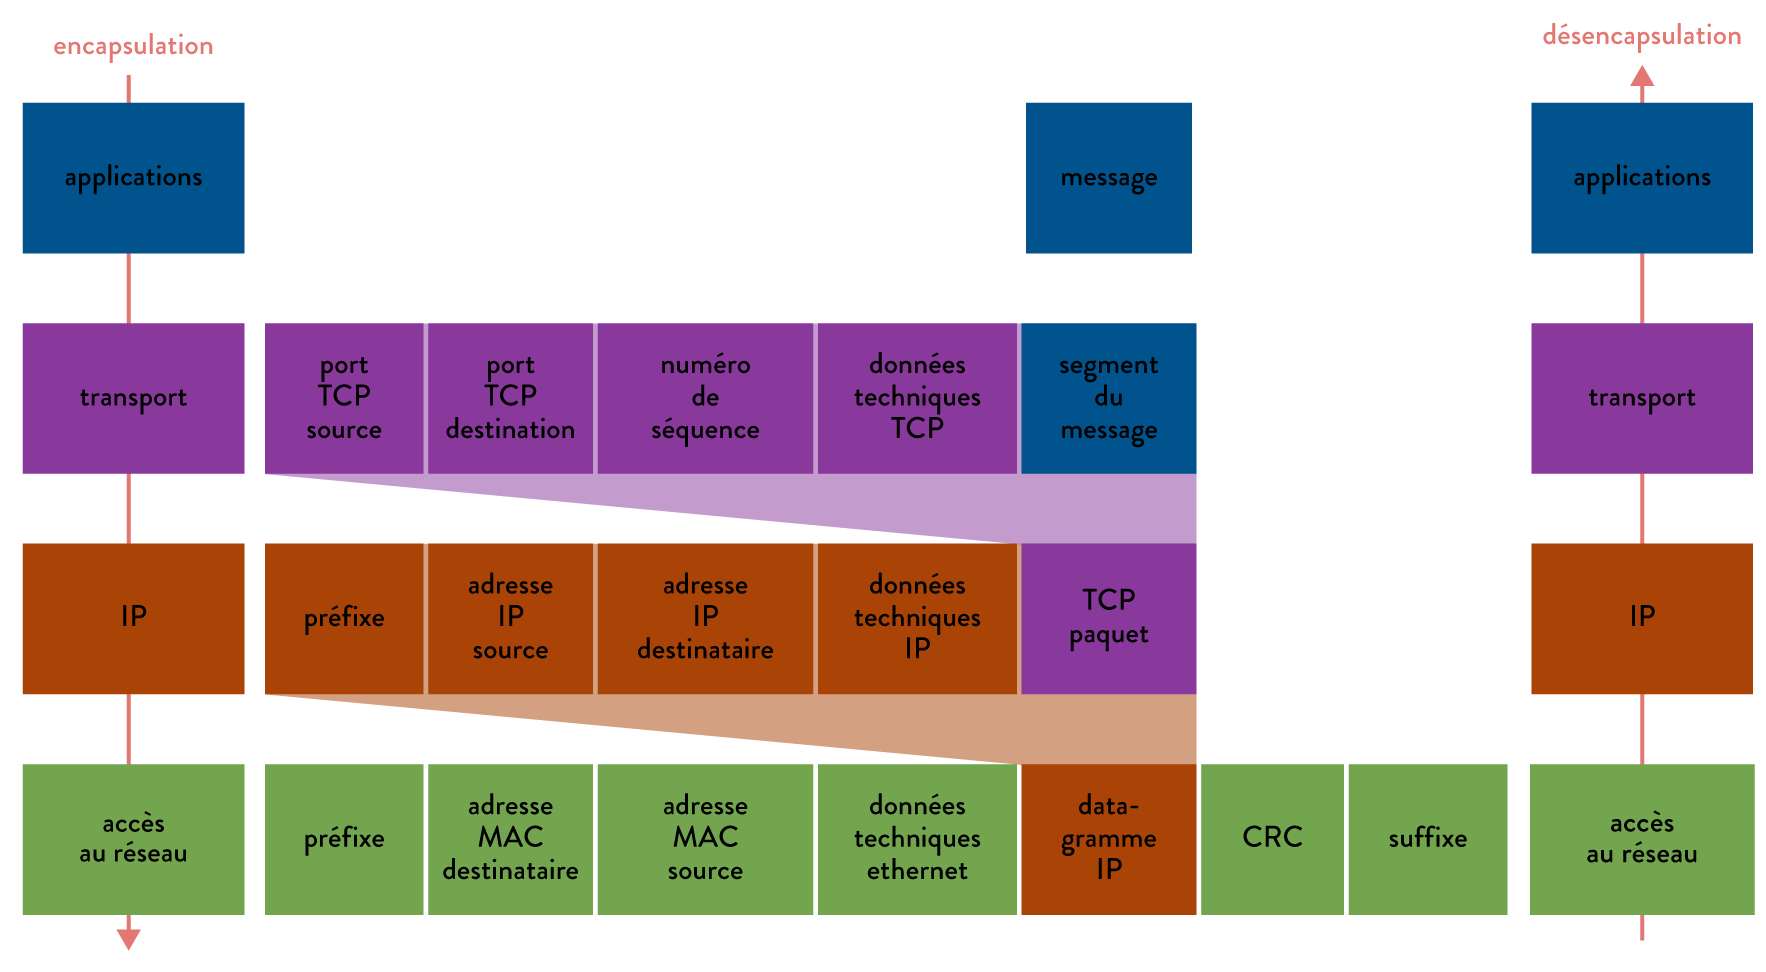 encapsulation
désencapsulation
applications
message
applications
transport
port
TCP
source
port
TCP
destination
numéro
de
séquence
données
techniques
TCP
segment
du
message
transport
IP
préfixe
adresse
IP
source
adresse
IP
destinataire
données
techniques
IP
TCP
paquet
IP
accès
au réseau
préfixe
adresse
MAC
destinataire
adresse
MAC
source
données
techniques
ethernet
data-
gramme
IP
CRC
suffixe
accès
au réseau